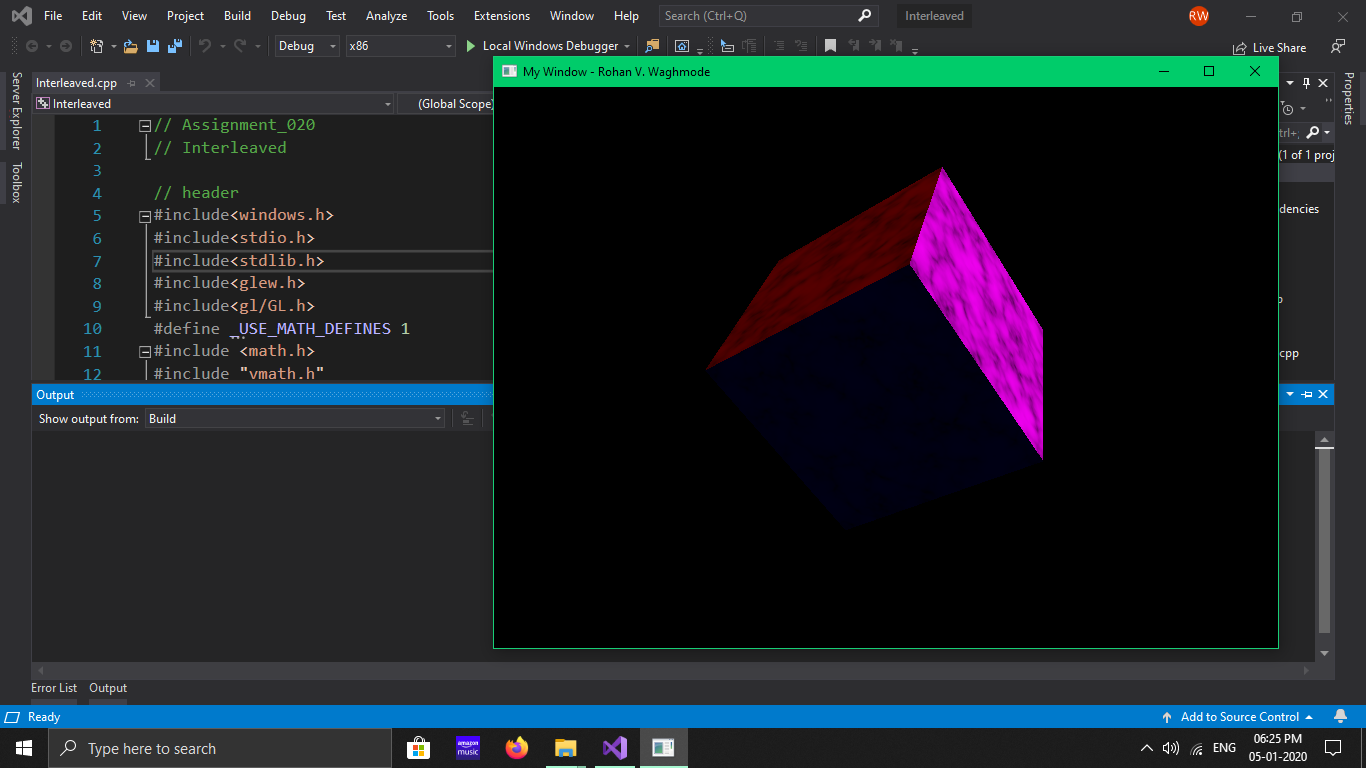 File Edit View Project Build Debug Test Analyze Tools Extensions Window Help Search (Ctrl+Q) Interleaved RW
Debug x86 Local Windows Debugger Live Share
My Window - Rohan V. Waghmode
Server Explorer
Toolbox
Properties
Interleaved.cpp
Interleaved (Global Scope)
1 // Assignment_020
2 // Interleaved
3
4 // header
5 #include<windows.h>
6 #include<stdio.h>
7 #include<stdlib.h>
8 #include<glew.h>
9 #include<gl/GL.h>
10 #define _USE_MATH_DEFINES 1
11 #include <math.h>
12 #include "vmath.h"
trl+;
(1 of 1 proj
dencies
cpp
Output
Show output from: Build
Error List Output
Ready Add to Source Control
Type here to search
amazon music
ENG
06:25 PM
05-01-2020